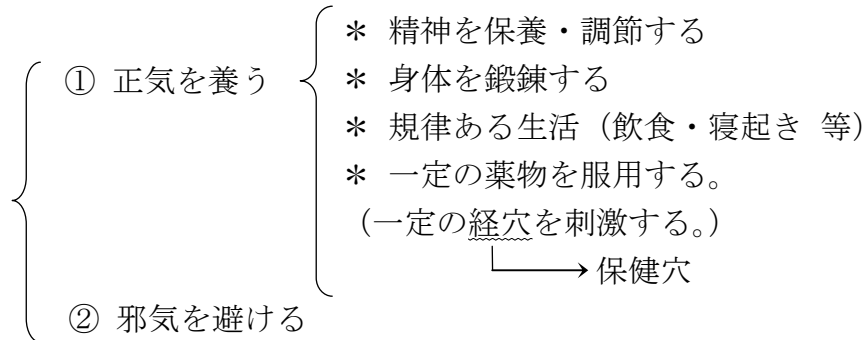 ＊ 精神を保養・調節する
① 正気を養う
＊ 身体を鍛錬する
＊ 規律ある生活（飲食・寝起き 等）
＊ 一定の薬物を服用する。
（一定の経穴を刺激する。）
保健穴
② 邪気を避ける